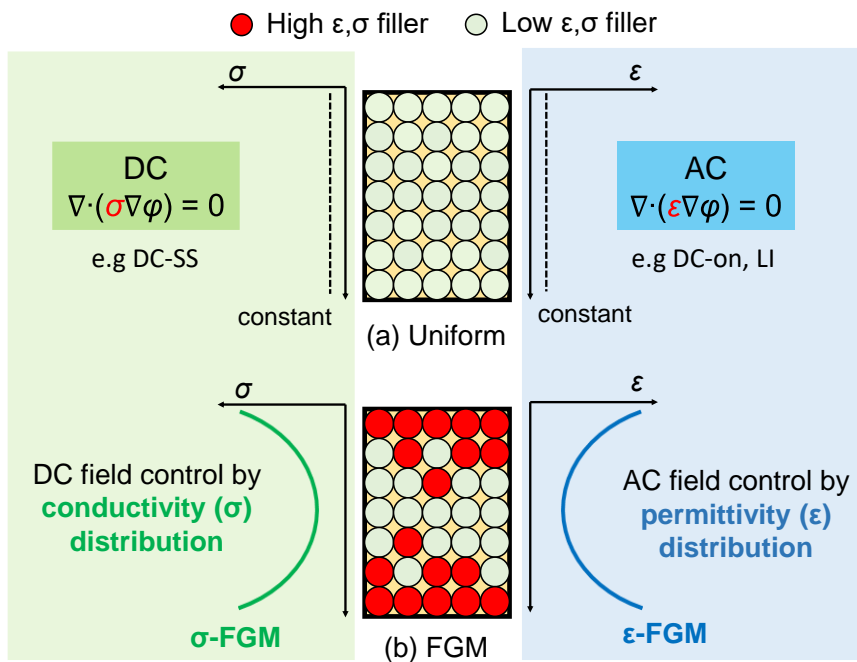 High ε,σ filler
Low ε,σ filler
σ
ε
DC
∇·(σ∇φ) = 0
AC
∇·(ε∇φ) = 0
e.g DC-SS
e.g DC-on, LI
constant
constant
(a) Uniform
σ
ε
DC field control by
conductivity (σ)
distribution
AC field control by
permittivity (ε)
distribution
σ-FGM
ε-FGM
(b) FGM